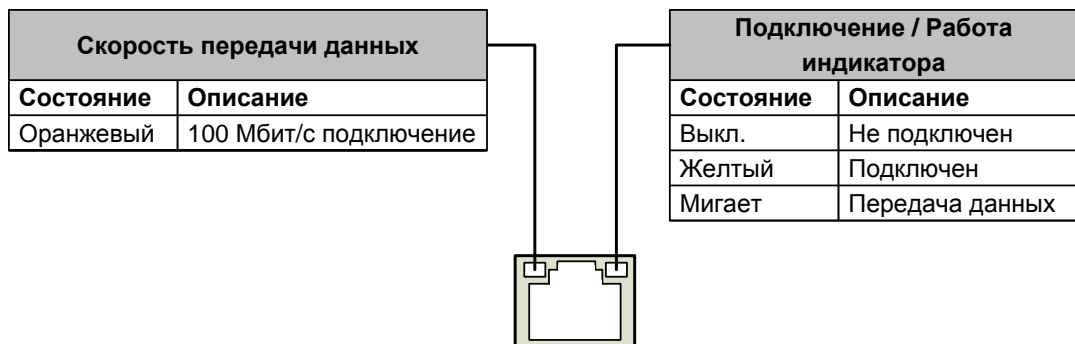 Скорость передачи данных
Состояние Описание
Оранжевый 100 Мбит/с подключение
Подключение / Работа
индикатора
Состояние Описание
Выкл. Не подключен
Желтый Подключен
Мигает Передача данных